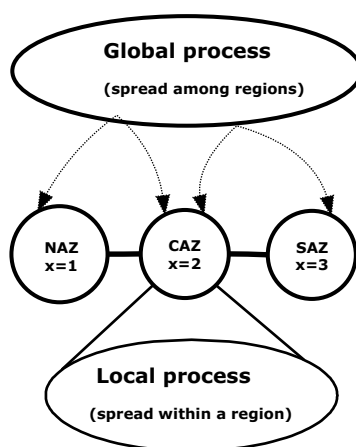 Global process
(spread among regions)
NAZ
x=1
CAZ
x=2
SAZ
x=3
Local process
(spread within a region)